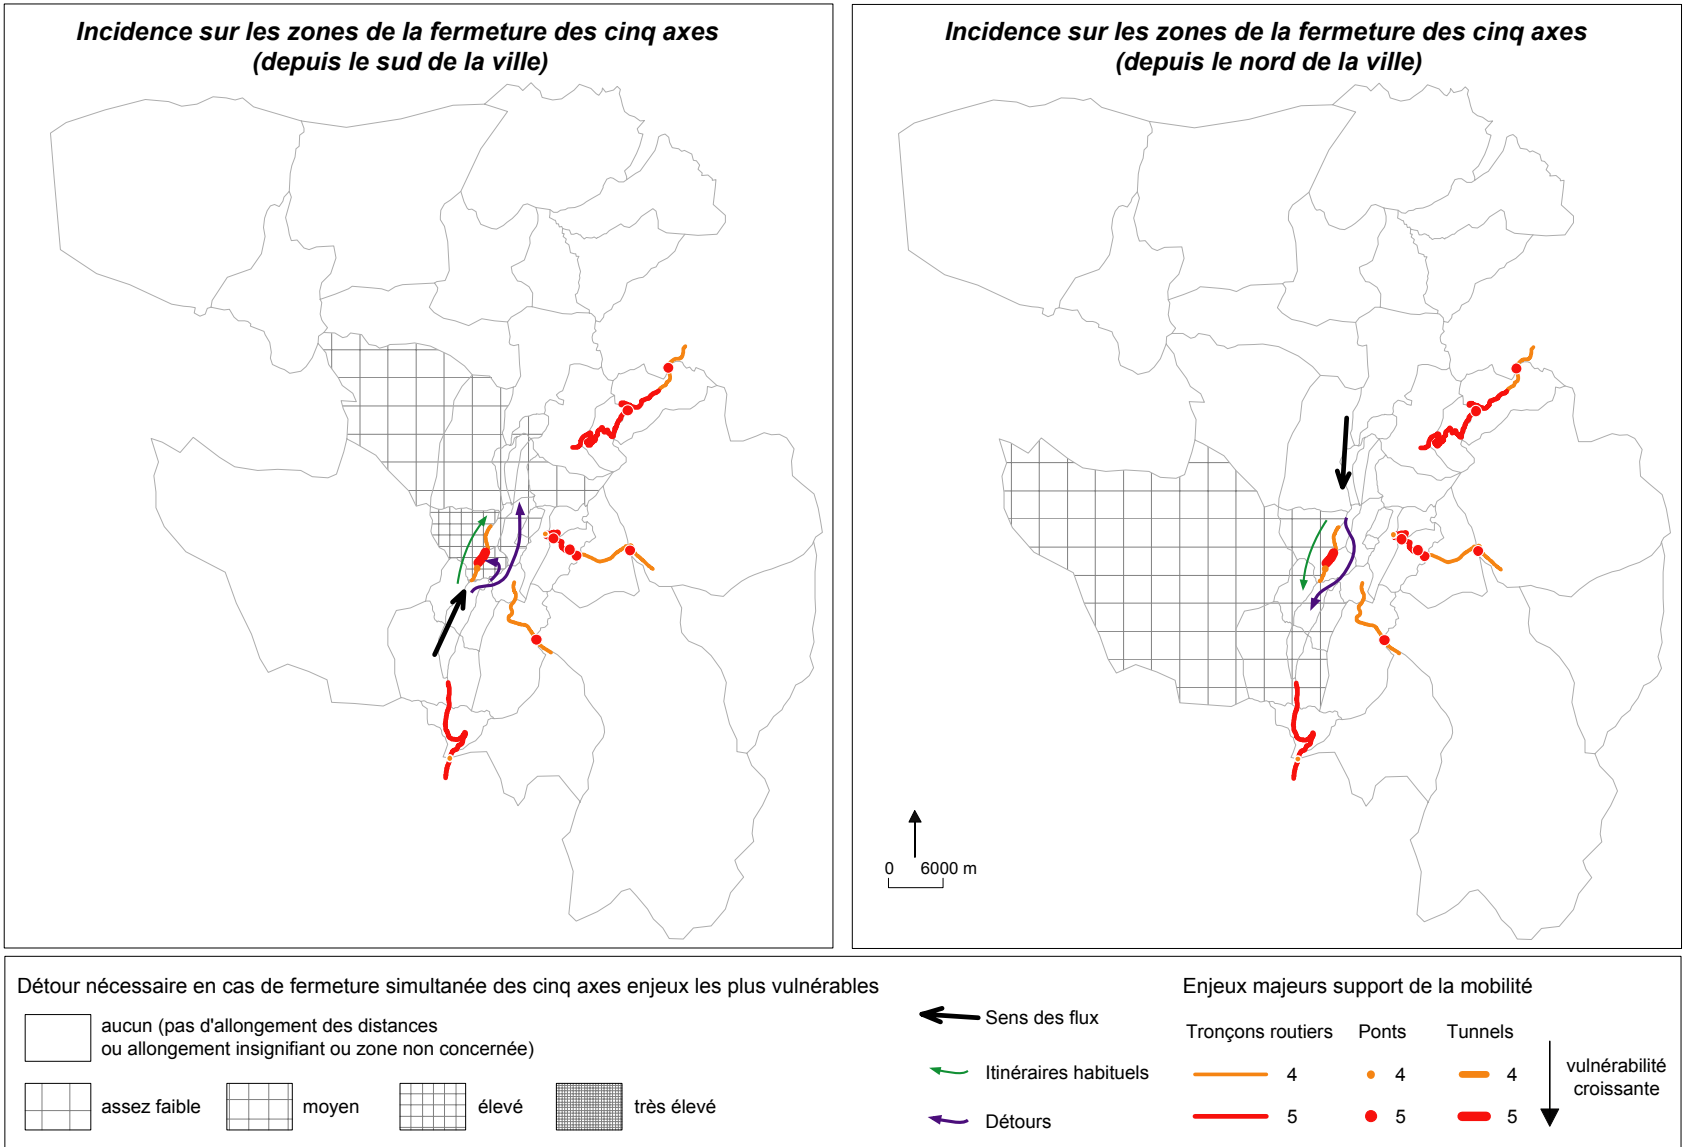 Incidence sur les zones de la fermeture des cinq axes
(depuis le sud de la ville)
Incidence sur les zones de la fermeture des cinq axes
(depuis le nord de la ville)
0 6000 m
Détour nécessaire en cas de fermeture simultanée des cinq axes enjeux les plus vulnérables
aucun (pas d'allongement des distances
ou allongement insignifiant ou zone non concernée)
assez faible
moyen
élevé
très élevé
Sens des flux
Itinéraires habituels
Détours
Enjeux majeurs support de la mobilité
Tronçons routiers Ponts Tunnels
4 4 4
5 5 5
vulnérabilité
croissante